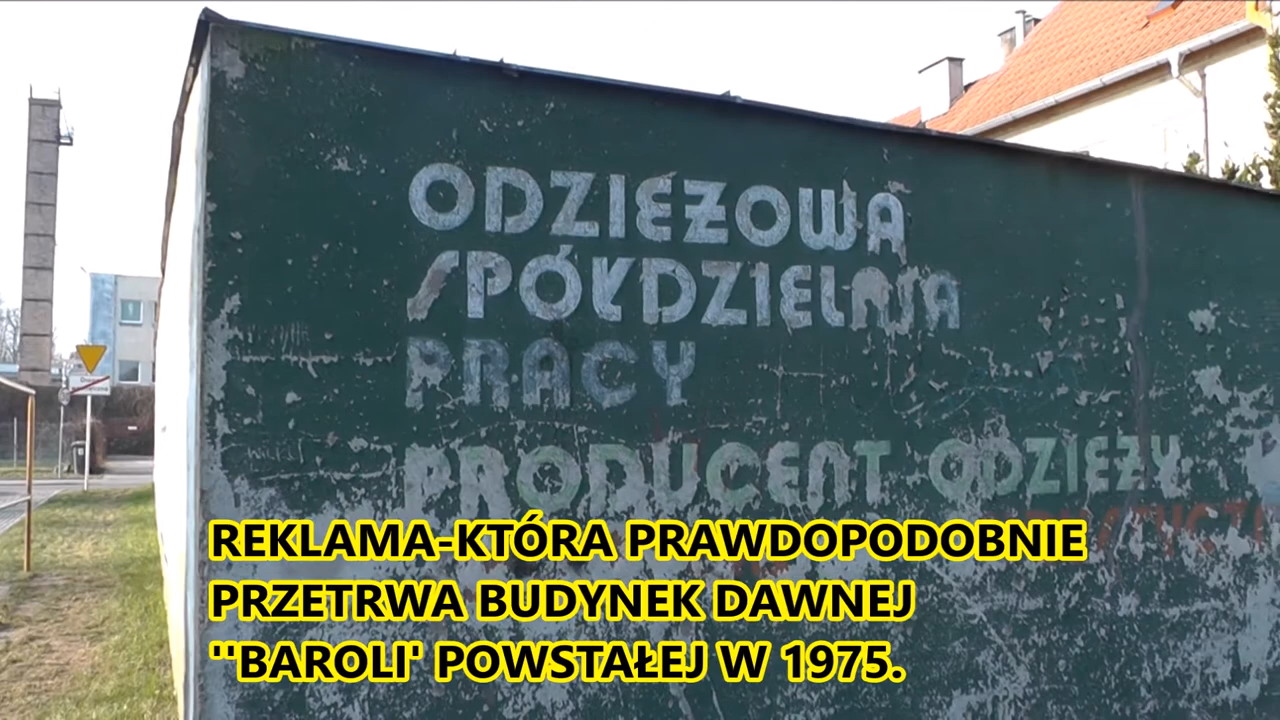 ODZIEŻOWA
SPÓŁDZIELNIA
PRACY
PRODUCENT ODZIEŻY
REKLAMA-KTÓRA PRAWDOPODOBNIE
PRZETRWA BUDYNEK DAWNEJ
''BAROLI' POWSTAŁEJ W 1975.